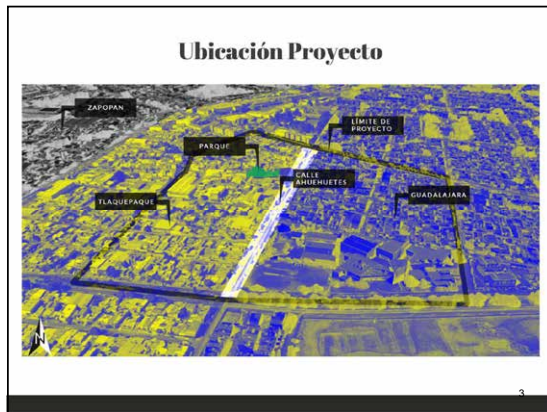 Ubicación Proyecto
ZAPOPAN
LÍMITE DE
PROYECTO
PARQUE
CALLE
AHUEHUETES
TLAQUEPAQUE
GUADALAJARA
N
3